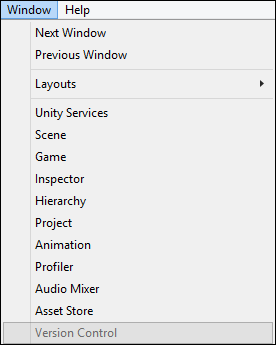 Window Help
Next Window
Previous Window
Layouts
Unity Services
Scene
Game
Inspector
Hierarchy
Project
Animation
Profiler
Audio Mixer
Asset Store
Version Control